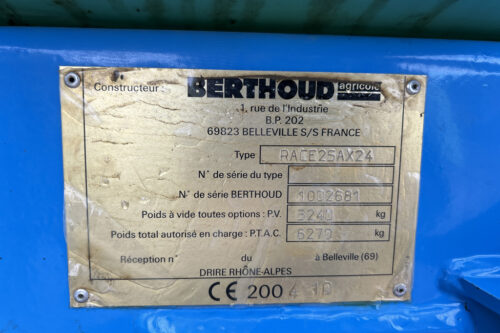 Constructeur: BERTHOUD agricole
1, rue de l'Industrie
B.P. 202
69823 BELLEVILLE S/S FRANCE
Type RACE25AX24
N° de série du type
N° de série BERTHOUD 1002681
Poids à vide toutes options : P.V. 3240 kg
Poids total autorisé en charge : P.T.A.C. 6270 kg
Réception n° du à Belleville (69)
DRIRE RHÔNE-ALPES
CE 200 4